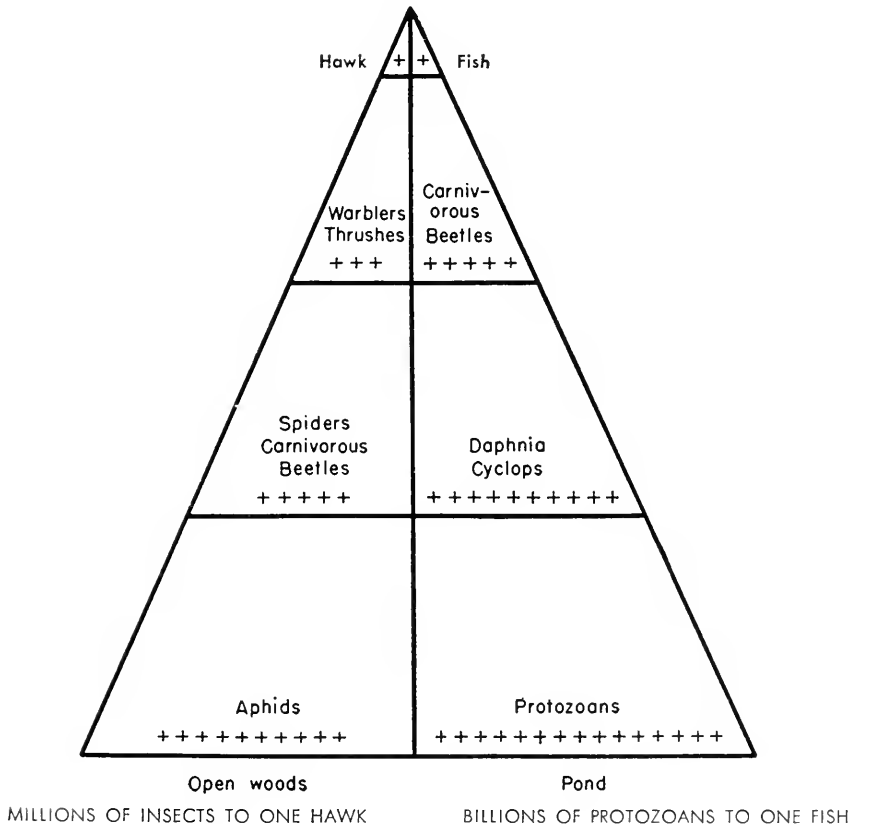 Hawk + + Fish
Warblers
Thrushes
+ + +
Carniv-
orous
Beetles
+ + + + +
Spiders
Carnivorous
Beetles
+ + + + +
Daphnia
Cyclops
+ + + + + + + + + +
Aphids
+ + + + + + + + + +
Protozoans
+ + + + + + + + + + + + + + +
Open woods
Pond
MILLIONS OF INSECTS TO ONE HAWK
BILLIONS OF PROTOZOANS TO ONE FISH